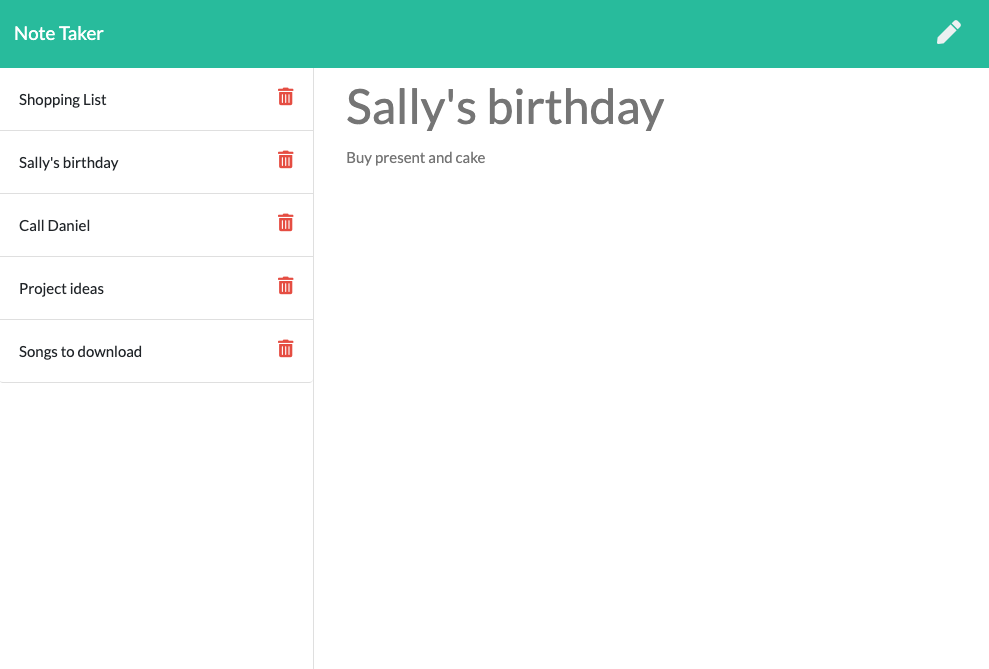 Note Taker
Shopping List
Sally's birthday
Call Daniel
Project ideas
Songs to download
Sally's birthday
Buy present and cake